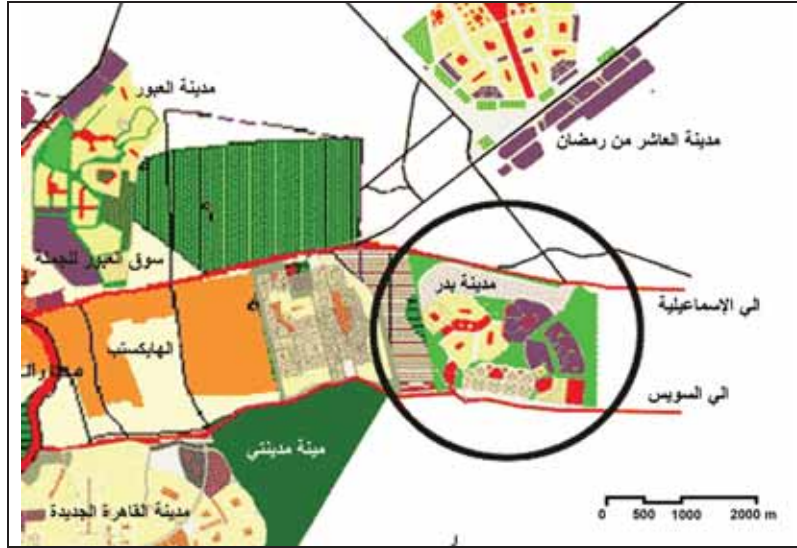 مدينة العبور
مدينة العاشر من رمضان
سوق العبور للجملة
مدينة بدر
الي الإسماعيلية
الهايكستب
الي السويس
مينة مدينتي
مدينة القاهرة الجديدة
0 500 1000 2000 m